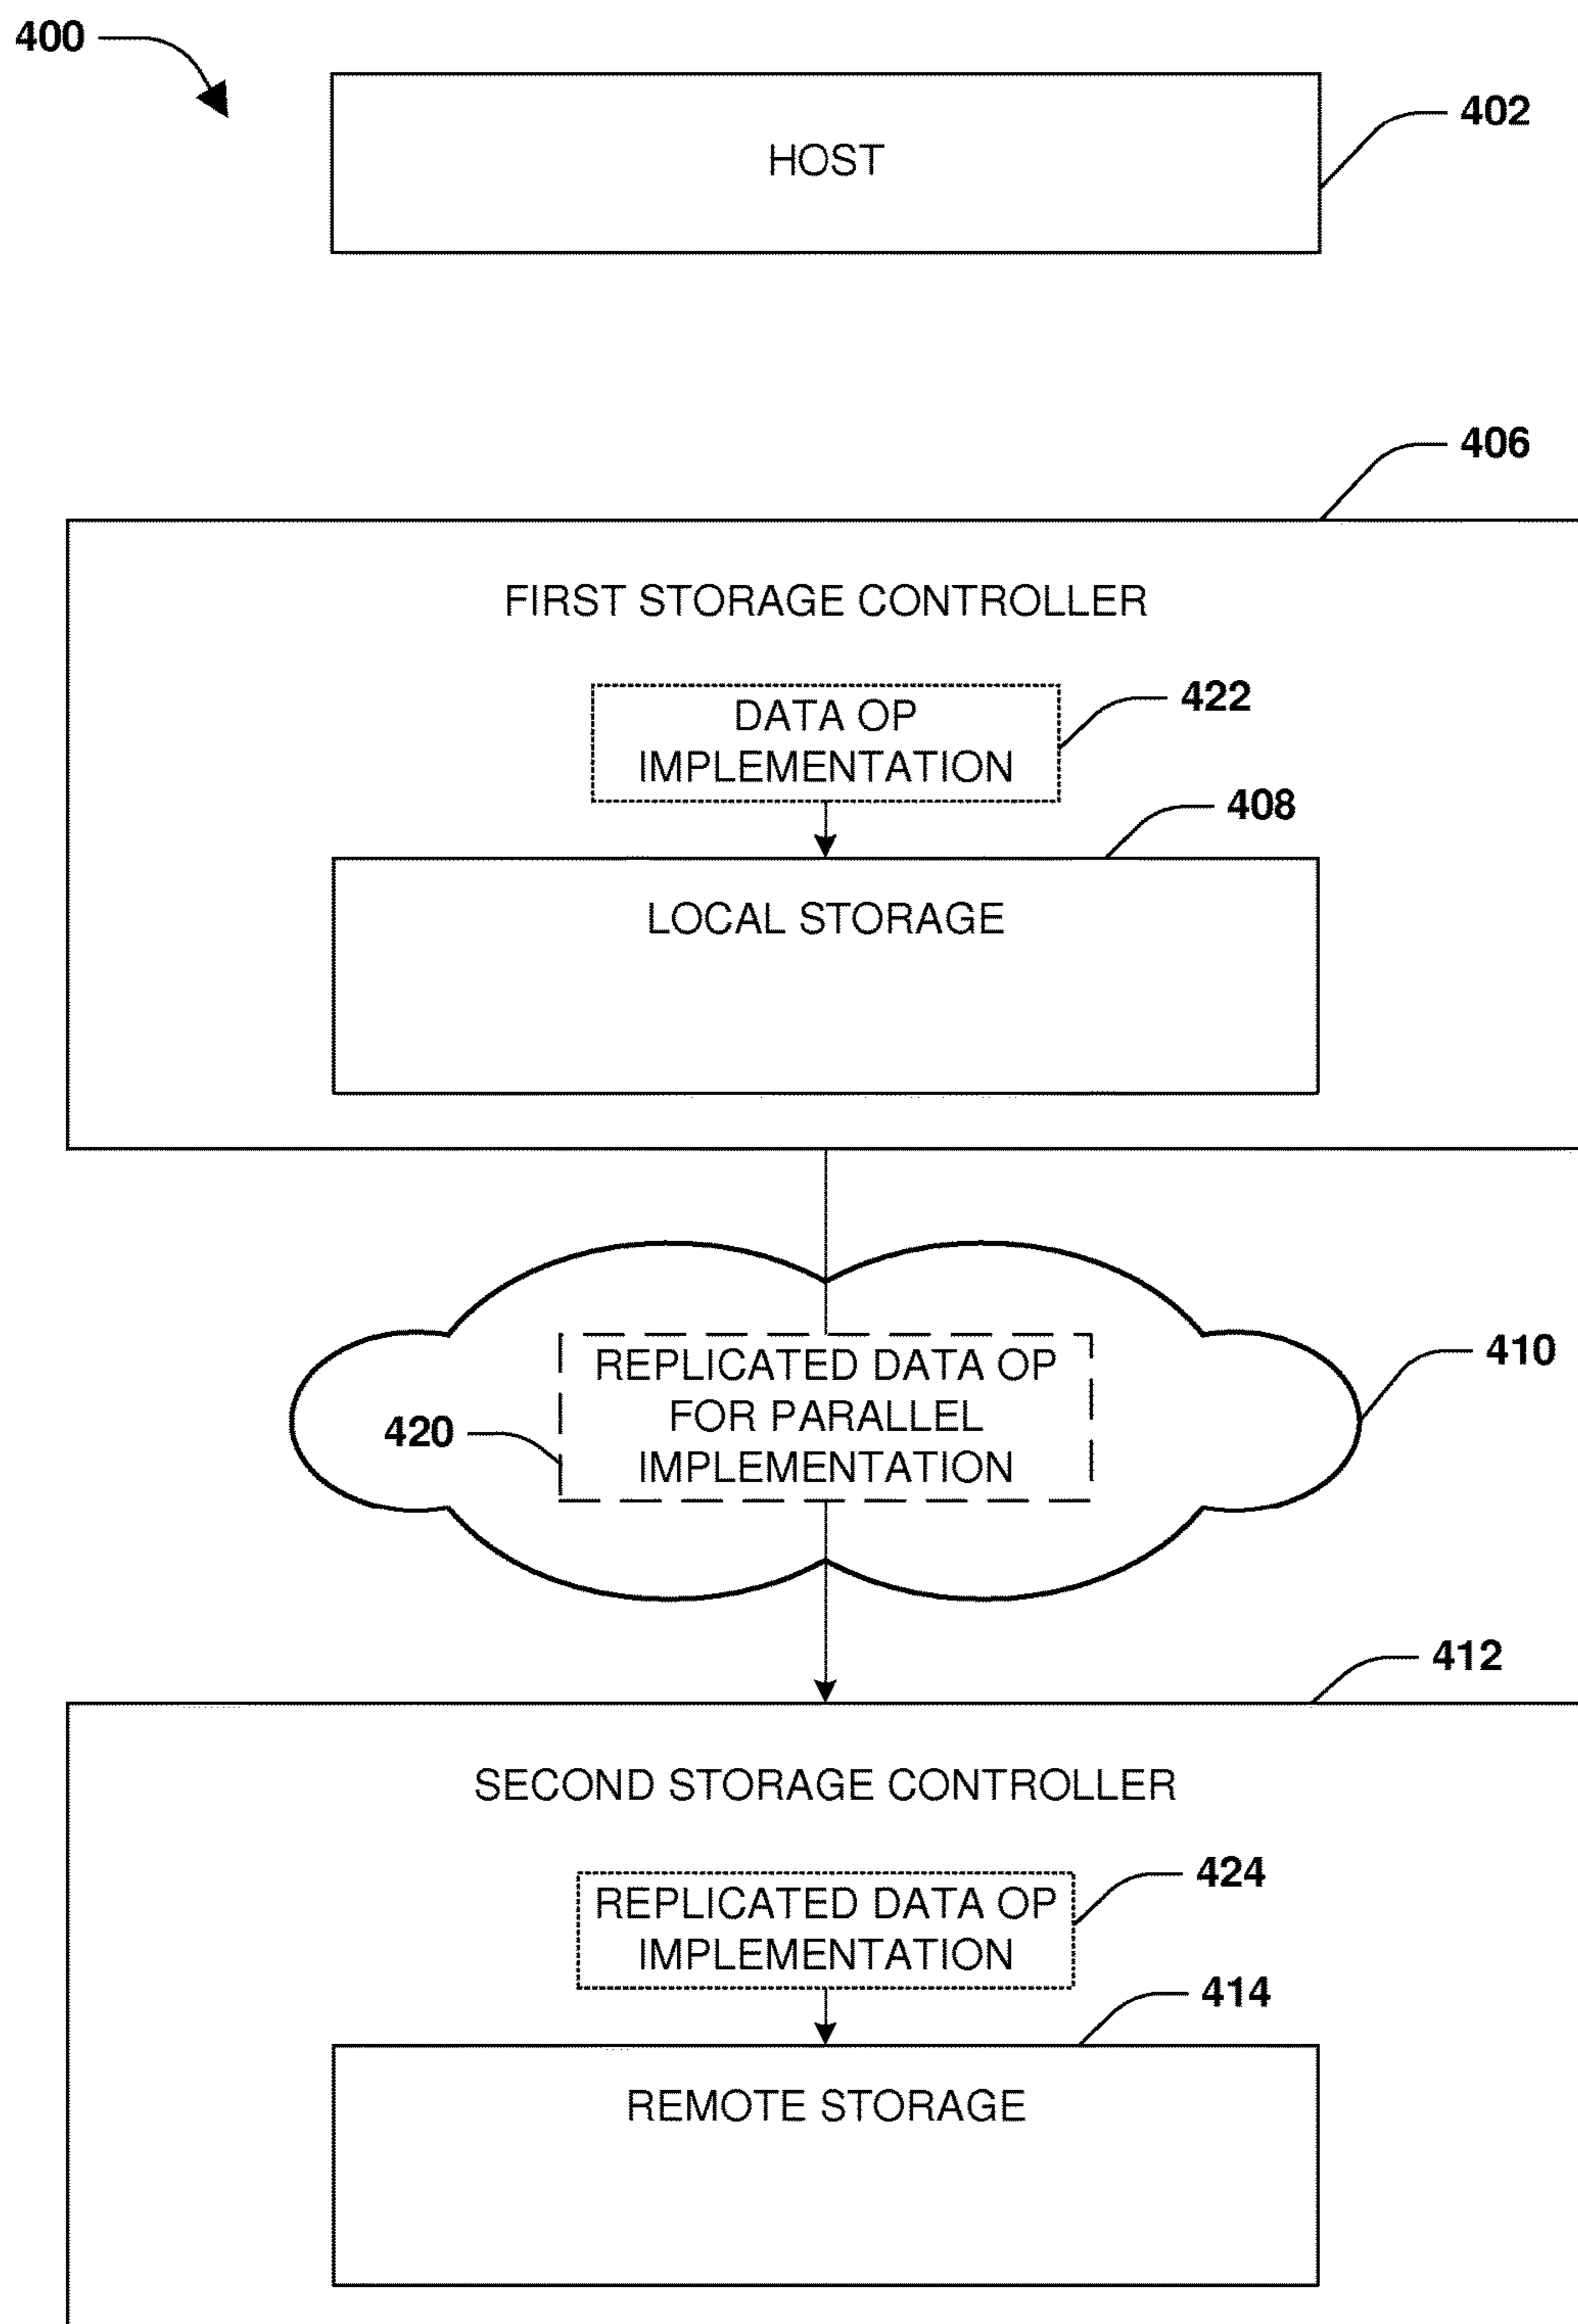 400
HOST
402
406
FIRST STORAGE CONTROLLER
422
DATA OP
IMPLEMENTATION
408
LOCAL STORAGE
410
REPLICATED DATA OP
FOR PARALLEL
IMPLEMENTATION
420
412
SECOND STORAGE CONTROLLER
424
REPLICATED DATA OP
IMPLEMENTATION
414
REMOTE STORAGE